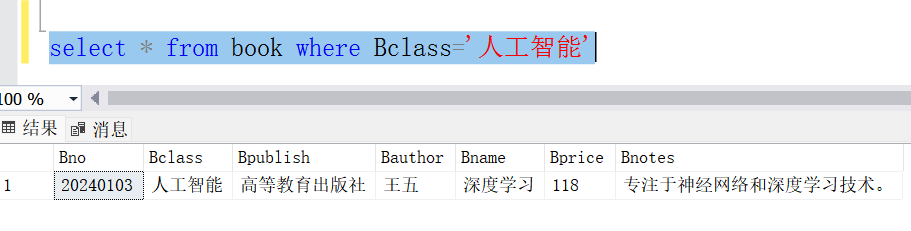 select * from book where Bclass='人工智能'
100 %
结果 消息
Bno Bclass Bpublish Bauthor Bname Bprice Bnotes
1 20240103 人工智能 高等教育出版社 王五 深度学习 118 专注于神经网络和深度学习技术。